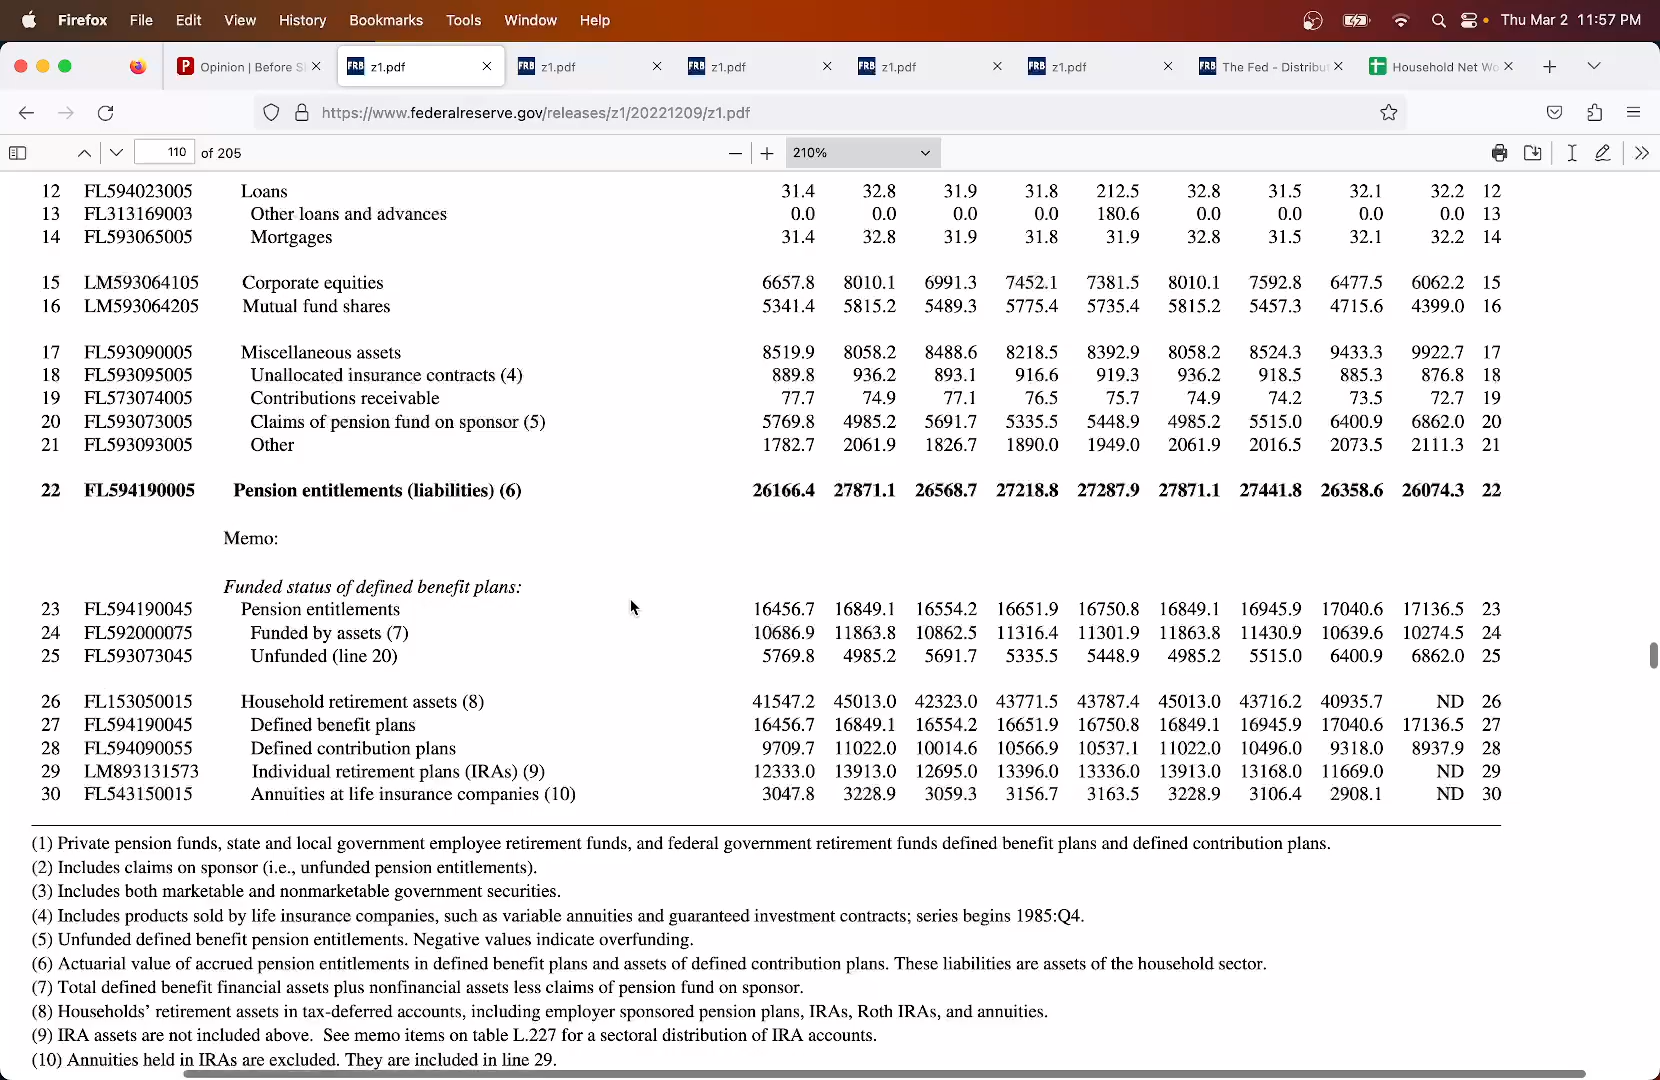 Firefox File Edit View History Bookmarks Tools Window Help Thu Mar 2 11:57 PM
Opinion | Before S z1.pdf z1.pdf z1.pdf z1.pdf z1.pdf The Fed - Distribu Household Net Wo
https://www.federalreserve.gov/releases/z1/20221209/z1.pdf
110 of 205 210%
12 FL594023005 Loans 31.4 32.8 31.9 31.8 212.5 32.8 31.5 32.1 32.2 12
13 FL313169003 Other loans and advances 0.0 0.0 0.0 0.0 180.6 0.0 0.0 0.0 0.0 13
14 FL593065005 Mortgages 31.4 32.8 31.9 31.8 31.9 32.8 31.5 32.1 32.2 14
15 LM593064105 Corporate equities 6657.8 8010.1 6991.3 7452.1 7381.5 8010.1 7592.8 6477.5 6062.2 15
16 LM593064205 Mutual fund shares 5341.4 5815.2 5489.3 5775.4 5735.4 5815.2 5457.3 4715.6 4399.0 16
17 FL593090005 Miscellaneous assets 8519.9 8058.2 8488.6 8218.5 8392.9 8058.2 8524.3 9433.3 9922.7 17
18 FL593095005 Unallocated insurance contracts (4) 889.8 936.2 893.1 916.6 919.3 936.2 918.5 885.3 876.8 18
19 FL573074005 Contributions receivable 77.7 74.9 77.1 76.5 75.7 74.9 74.2 73.5 72.7 19
20 FL593073005 Claims of pension fund on sponsor (5) 5769.8 4985.2 5691.7 5335.5 5448.9 4985.2 5515.0 6400.9 6862.0 20
21 FL593093005 Other 1782.7 2061.9 1826.7 1890.0 1949.0 2061.9 2016.5 2073.5 2111.3 21
22 FL594190005 Pension entitlements (liabilities) (6) 26166.4 27871.1 26568.7 27218.8 27287.9 27871.1 27441.8 26358.6 26074.3 22
Memo:
Funded status of defined benefit plans:
23 FL594190045 Pension entitlements 16456.7 16849.1 16554.2 16651.9 16750.8 16849.1 16945.9 17040.6 17136.5 23
24 FL592000075 Funded by assets (7) 10686.9 11863.8 10862.5 11316.4 11301.9 11863.8 11430.9 10639.6 10274.5 24
25 FL593073045 Unfunded (line 20) 5769.8 4985.2 5691.7 5335.5 5448.9 4985.2 5515.0 6400.9 6862.0 25
26 FL153050015 Household retirement assets (8) 41547.2 45013.0 42323.0 43771.5 43787.4 45013.0 43716.2 40935.7 ND 26
27 FL594190045 Defined benefit plans 16456.7 16849.1 16554.2 16651.9 16750.8 16849.1 16945.9 17040.6 17136.5 27
28 FL594090055 Defined contribution plans 9709.7 11022.0 10014.6 10566.9 10537.1 11022.0 10496.0 9318.0 8937.9 28
29 LM893131573 Individual retirement plans (IRAs) (9) 12333.0 13913.0 12695.0 13396.0 13336.0 13913.0 13168.0 11669.0 ND 29
30 FL543150015 Annuities at life insurance companies (10) 3047.8 3228.9 3059.3 3156.7 3163.5 3228.9 3106.4 2908.1 ND 30
(1) Private pension funds, state and local government employee retirement funds, and federal government retirement funds defined benefit plans and defined contribution plans.
(2) Includes claims on sponsor (i.e., unfunded pension entitlements).
(3) Includes both marketable and nonmarketable government securities.
(4) Includes products sold by life insurance companies, such as variable annuities and guaranteed investment contracts; series begins 1985:Q4.
(5) Unfunded defined benefit pension entitlements. Negative values indicate overfunding.
(6) Actuarial value of accrued pension entitlements in defined benefit plans and assets of defined contribution plans. These liabilities are assets of the household sector.
(7) Total defined benefit financial assets plus nonfinancial assets less claims of pension fund on sponsor.
(8) Households' retirement assets in tax-deferred accounts, including employer sponsored pension plans, IRAs, Roth IRAs, and annuities.
(9) IRA assets are not included above. See memo items on table L.227 for a sectoral distribution of IRA accounts.
(10) Annuities held in IRAs are excluded. They are included in line 29.